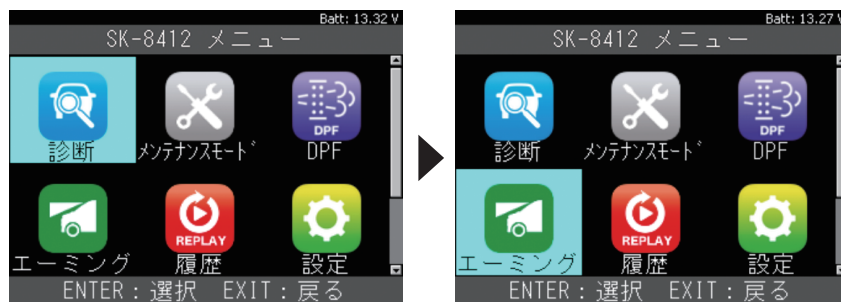 Batt: 13.32 V
SK-8412 メニュー
診断
メンテナンスモード
DPF
DPF
エーミング
REPLAY
履歴
設定
ENTER：選択 EXIT：戻る
Batt: 13.27 V
SK-8412 メニュー
診断
メンテナンスモード
DPF
DPF
エーミング
REPLAY
履歴
設定
ENTER：選択 EXIT：戻る